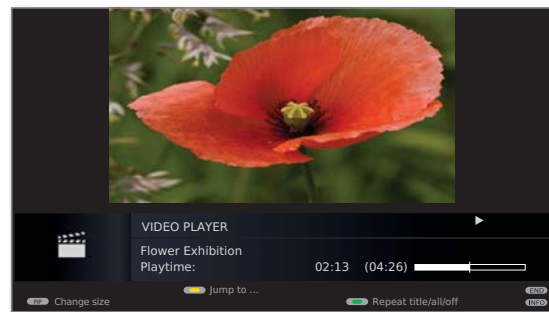 VIDEO PLAYER
Flower Exhibition
Playtime: 02:13 (04:26)
Jump to ... END
PIP Change size Repeat title/all/off INFO